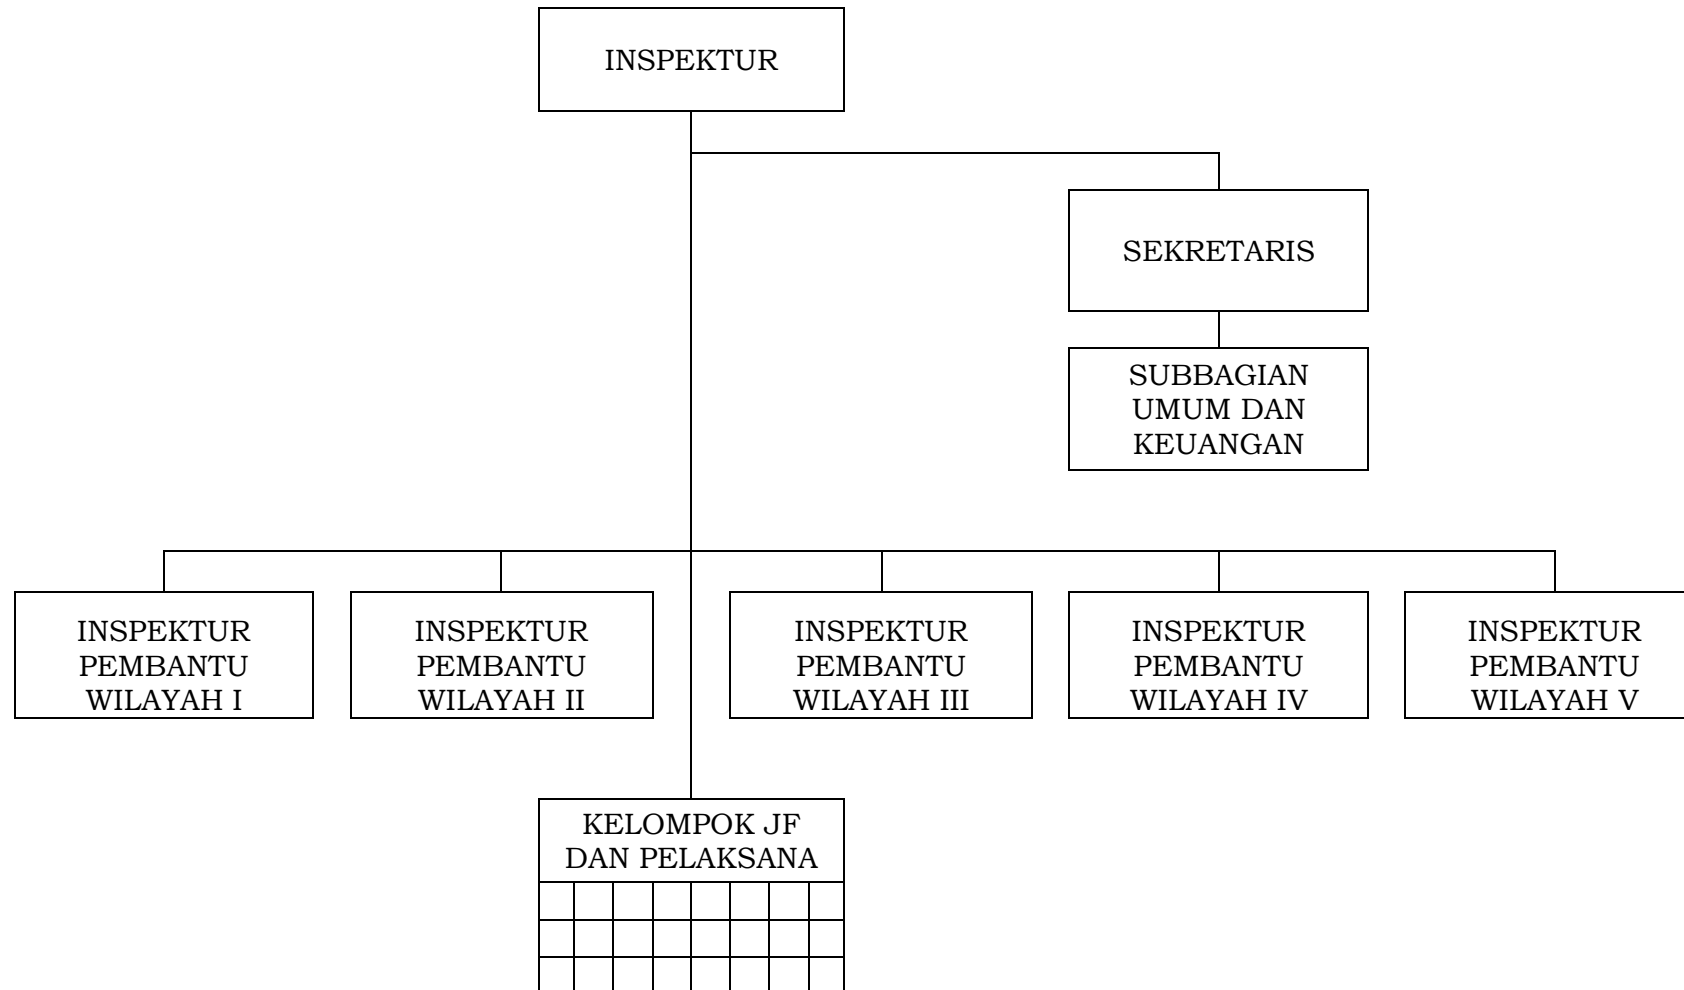 INSPEKTUR
SEKRETARIS
SUBBAGIAN
UMUM DAN
KEUANGAN
INSPEKTUR
PEMBANTU
WILAYAH I
INSPEKTUR
PEMBANTU
WILAYAH II
INSPEKTUR
PEMBANTU
WILAYAH III
INSPEKTUR
PEMBANTU
WILAYAH IV
INSPEKTUR
PEMBANTU
WILAYAH V
KELOMPOK JF
DAN PELAKSANA